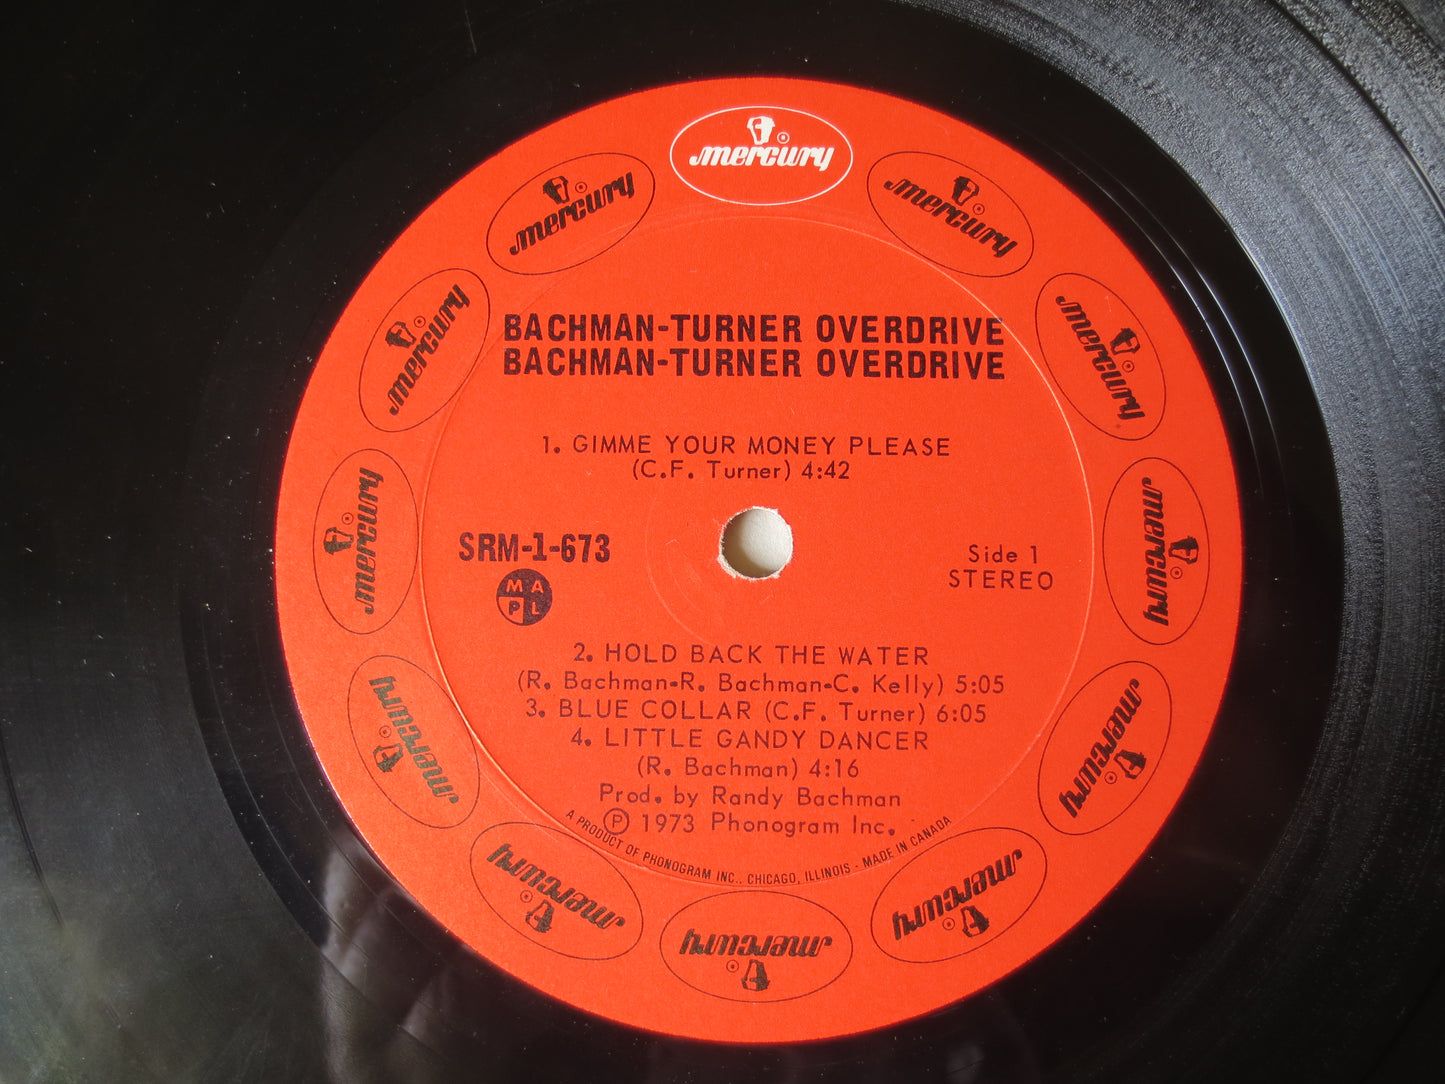 mercury ®
mercury ®
mercury ®
mercury ®
mercury ®
mercury ®
mercury ®
mercury ®
mercury ®
mercury ®
mercury ®
mercury ®
BACHMAN-TURNER OVERDRIVE
BACHMAN-TURNER OVERDRIVE
1. GIMME YOUR MONEY PLEASE
(C.F. Turner) 4:42
SRM-1-673
MAPL
Side 1
STEREO
2. HOLD BACK THE WATER
(R. Bachman-R. Bachman-C. Kelly) 5:05
3. BLUE COLLAR (C.F. Turner) 6:05
4. LITTLE GANDY DANCER
(R. Bachman) 4:16
Prod. by Randy Bachman
Ⓟ 1973 Phonogram Inc.
A PRODUCT OF PHONOGRAM INC., CHICAGO, ILLINOIS - MADE IN CANADA